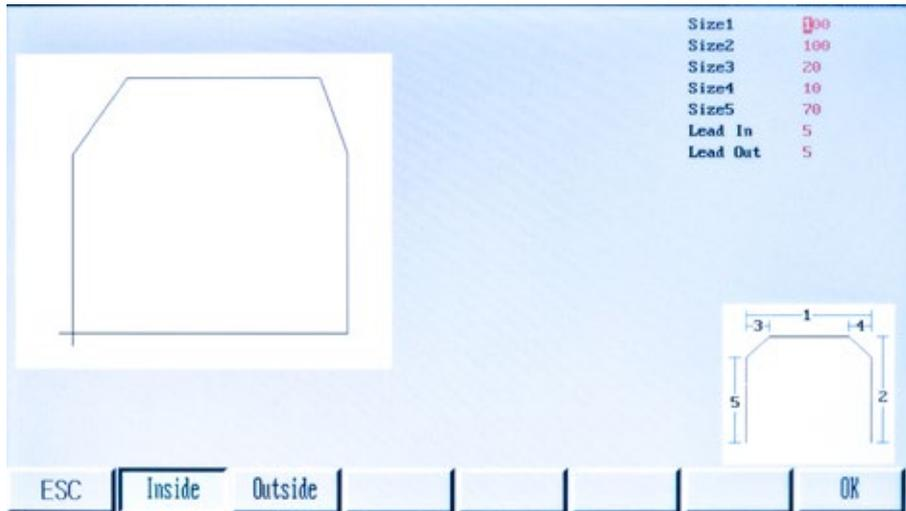 Size1 100
Size2 100
Size3 20
Size4 10
Size5 70
Lead In 5
Lead Out 5
1
3 4
5 2
ESC Inside Outside OK